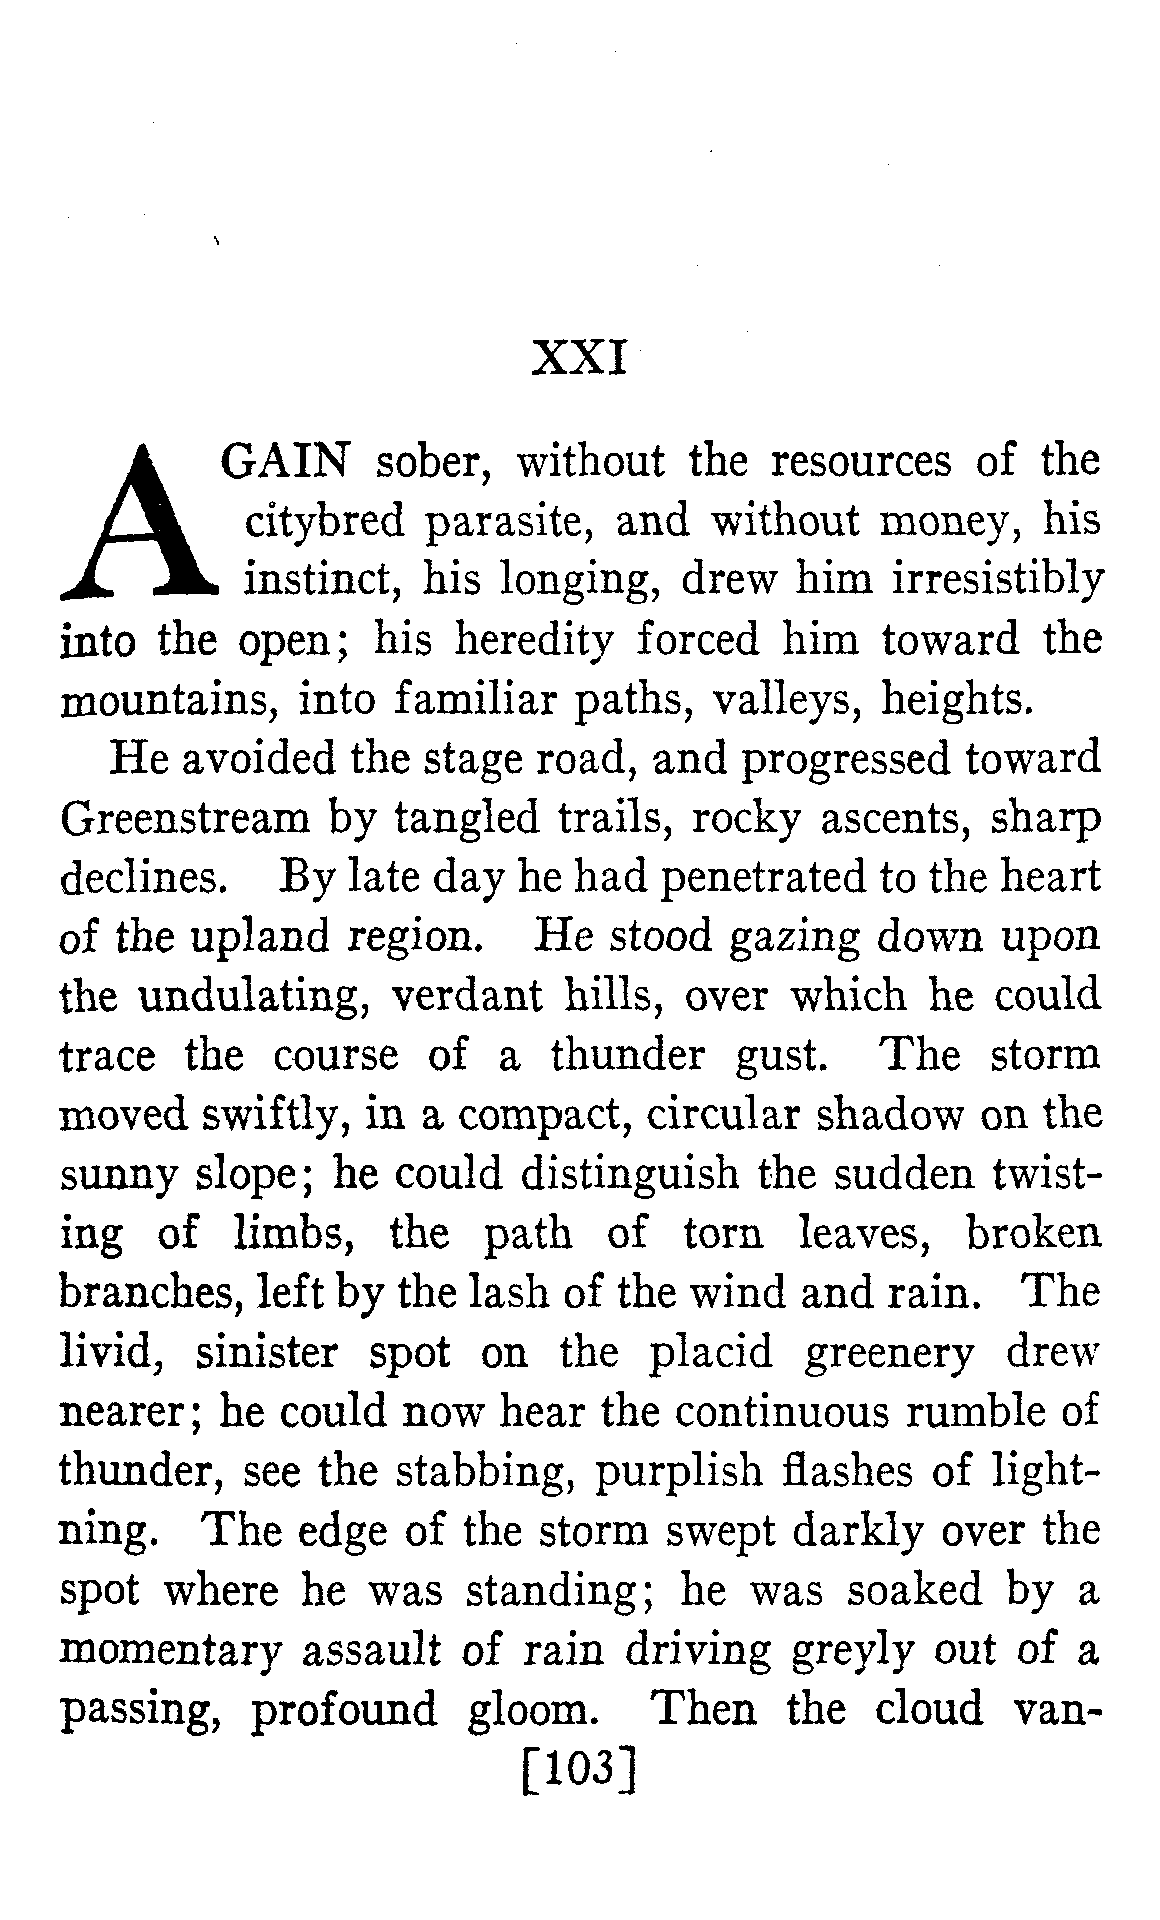 XXI
AGAIN sober, without the resources of the
citybred parasite, and without money, his
instinct, his longing, drew him irresistibly
into the open; his heredity forced him toward the
mountains, into familiar paths, valleys, heights.
He avoided the stage road, and progressed toward
Greenstream by tangled trails, rocky ascents, sharp
declines. By late day he had penetrated to the heart
of the upland region. He stood gazing down upon
the undulating, verdant hills, over which he could
trace the course of a thunder gust. The storm
moved swiftly, in a compact, circular shadow on the
sunny slope; he could distinguish the sudden twist-
ing of limbs, the path of torn leaves, broken
branches, left by the lash of the wind and rain. The
livid, sinister spot on the placid greenery drew
nearer; he could now hear the continuous rumble of
thunder, see the stabbing, purplish flashes of light-
ning. The edge of the storm swept darkly over the
spot where he was standing; he was soaked by a
momentary assault of rain driving greyly out of a
passing, profound gloom. Then the cloud van-
[103]